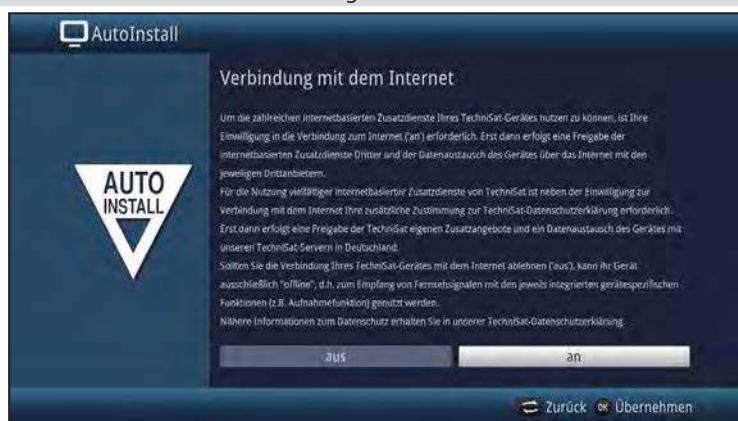 AutoInstall
Verbindung mit dem Internet
Um die zahlreichen internetbasierten Zusatzdienste Ihres TechniSat-Gerätes nutzen zu können, ist Ihre
Einwilligung in die Verbindung zum Internet ('an') erforderlich. Erst dann erfolgt eine Freigabe der
internetbasierten Zusatzdienste Dritter und der Datenaustausch des Gerätes über das Internet mit den
jeweiligen Drittanbietern.
Für die Nutzung vielfältiger internetbasierter Zusatzdienste von TechniSat ist neben der Einwilligung zur
Verbindung mit dem Internet Ihre zusätzliche Zustimmung zur TechniSat-Datenschutzerklärung erforderlich.
Erst dann erfolgt eine Freigabe der TechniSat eigenen Zusatzangebote und ein Datenaustausch des Gerätes mit
unseren TechniSat-Servern in Deutschland.
Sollten Sie die Verbindung Ihres TechniSat-Gerätes mit dem Internet ablehnen ('aus'), kann ihr Gerät
ausschließlich "offline", d.h. zum Empfang von Fernsehsignalen mit den jeweils integrierten gerätespezifischen
Funktionen (z.B. Aufnahmefunktion) genutzt werden.
Nähere Informationen zum Datenschutz erhalten Sie in unserer TechniSat-Datenschutzerklärung.
AUTO
INSTALL
aus an
Zurück OK Übernehmen